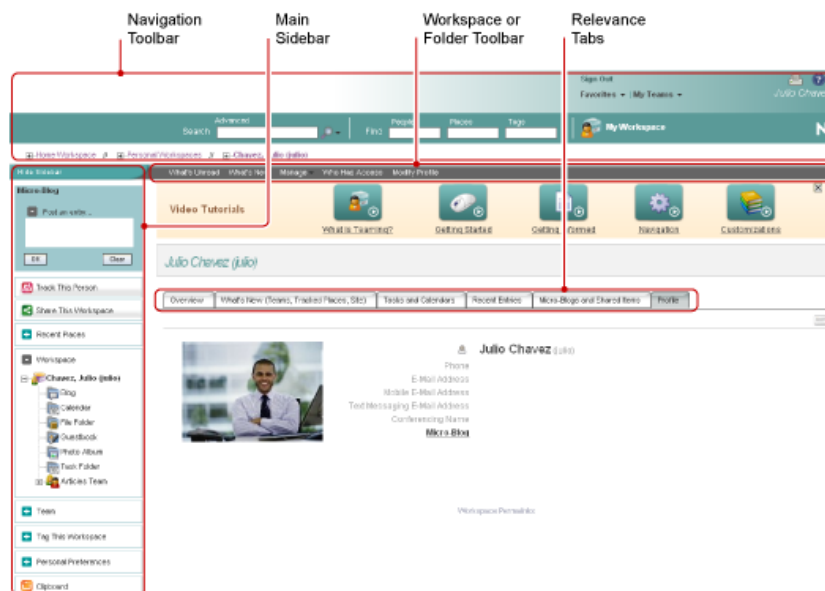 Navigation Toolbar
Main Sidebar
Workspace or Folder Toolbar
Relevance Tabs
Sign Out
Favorites My Teams
Julio Chavez
Advanced
Search
Find
People Places Tags
My Workspace
N
Home Workspace // Personal Workspaces // Chavez, Julio (julio)
Hide Sidebar
What's Unread What's New Manage Who Has Access Modify Profile
Micro-Blog
Post an entry...
OK Clear
Video Tutorials
What is Teaming? Getting Started Getting Informed Navigation Customizations
Julio Chavez (julio)
Track This Person
Share This Workspace
Recent Places
Workspace
Chavez, Julio (julio)
Blog
Calendar
File Folder
Guestbook
Photo Album
Task Folder
Articles Team
Team
Tag This Workspace
Personal Preferences
Clipboard
Overview What's New (Teams, Tracked Places, Site) Tasks and Calendars Recent Entries Micro-Blogs and Shared Items Profile
Julio Chavez (julio)
Phone
E-Mail Address
Mobile E-Mail Address
Text Messaging E-Mail Address
Conferencing Name
Micro-Blog
Workspace Permalinks